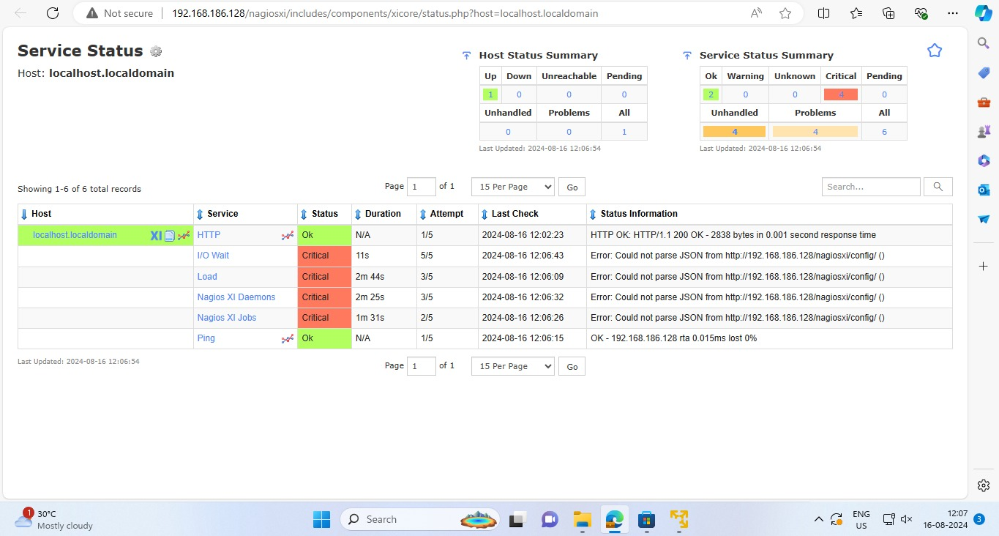 Not secure 192.168.186.128/nagiosxi/includes/components/xicore/status.php?host=localhost.localdomain
Service Status
Host: localhost.localdomain
Host Status Summary
Up Down Unreachable Pending
1 0 0 0
Unhandled Problems All
0 0 1
Last Updated: 2024-08-16 12:06:54
Service Status Summary
Ok Warning Unknown Critical Pending
2 0 0 4 0
Unhandled Problems All
4 4 6
Last Updated: 2024-08-16 12:06:54
Showing 1-6 of 6 total records
Page 1 of 1 15 Per Page Go
Search...
Host Service Status Duration Attempt Last Check Status Information
localhost.localdomain XI HTTP Ok N/A 1/5 2024-08-16 12:02:23 HTTP OK: HTTP/1.1 200 OK - 2838 bytes in 0.001 second response time
I/O Wait Critical 11s 5/5 2024-08-16 12:06:43 Error: Could not parse JSON from http://192.168.186.128/nagiosxi/config/ ()
Load Critical 2m 44s 3/5 2024-08-16 12:06:09 Error: Could not parse JSON from http://192.168.186.128/nagiosxi/config/ ()
Nagios XI Daemons Critical 2m 25s 3/5 2024-08-16 12:06:32 Error: Could not parse JSON from http://192.168.186.128/nagiosxi/config/ ()
Nagios XI Jobs Critical 1m 31s 2/5 2024-08-16 12:06:26 Error: Could not parse JSON from http://192.168.186.128/nagiosxi/config/ ()
Ping Ok N/A 1/5 2024-08-16 12:06:15 OK - 192.168.186.128 rta 0.015ms lost 0%
Last Updated: 2024-08-16 12:06:54
Page 1 of 1 15 Per Page Go
1
30°C
Mostly cloudy
Search
ENG
US
12:07
16-08-2024
3